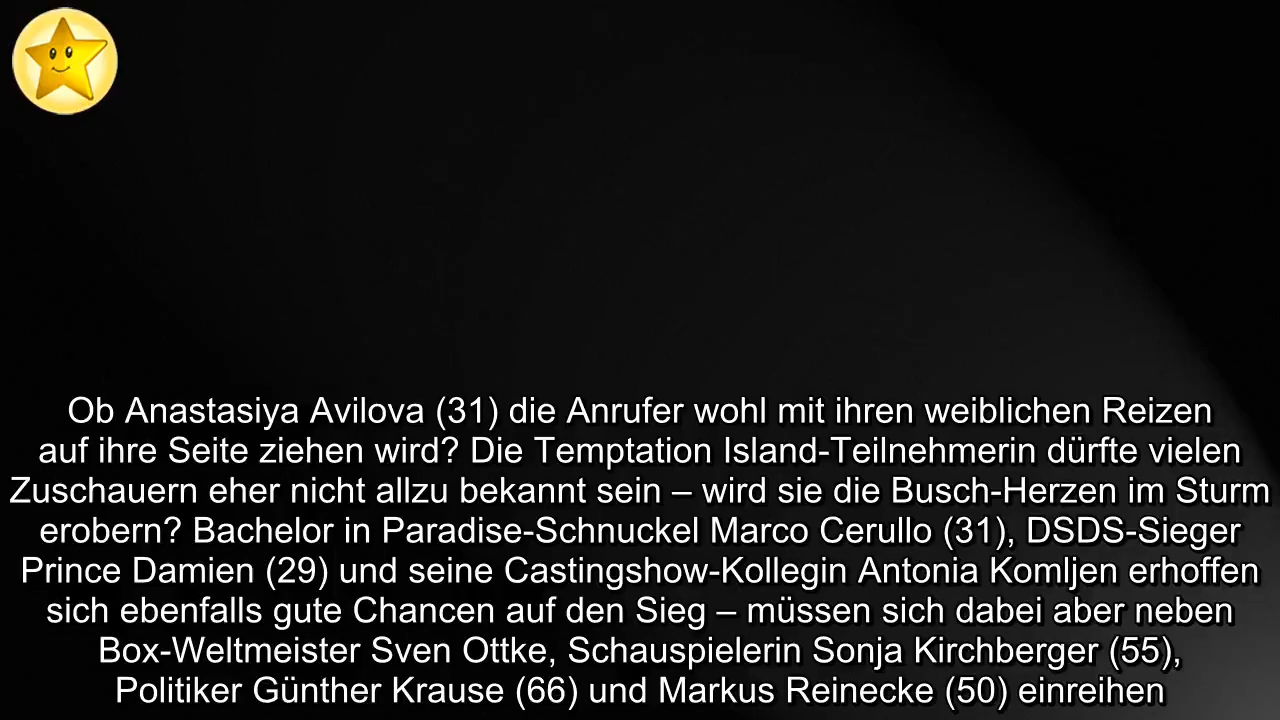 Ob Anastasiya Avilova (31) die Anrufer wohl mit ihren weiblichen Reizen
auf ihre Seite ziehen wird? Die Temptation Island-Teilnehmerin dürfte vielen
Zuschauern eher nicht allzu bekannt sein – wird sie die Busch-Herzen im Sturm
erobern? Bachelor in Paradise-Schnuckel Marco Cerullo (31), DSDS-Sieger
Prince Damien (29) und seine Castingshow-Kollegin Antonia Komljen erhoffen
sich ebenfalls gute Chancen auf den Sieg – müssen sich dabei aber neben
Box-Weltmeister Sven Ottke, Schauspielerin Sonja Kirchberger (55),
Politiker Günther Krause (66) und Markus Reinecke (50) einreihen